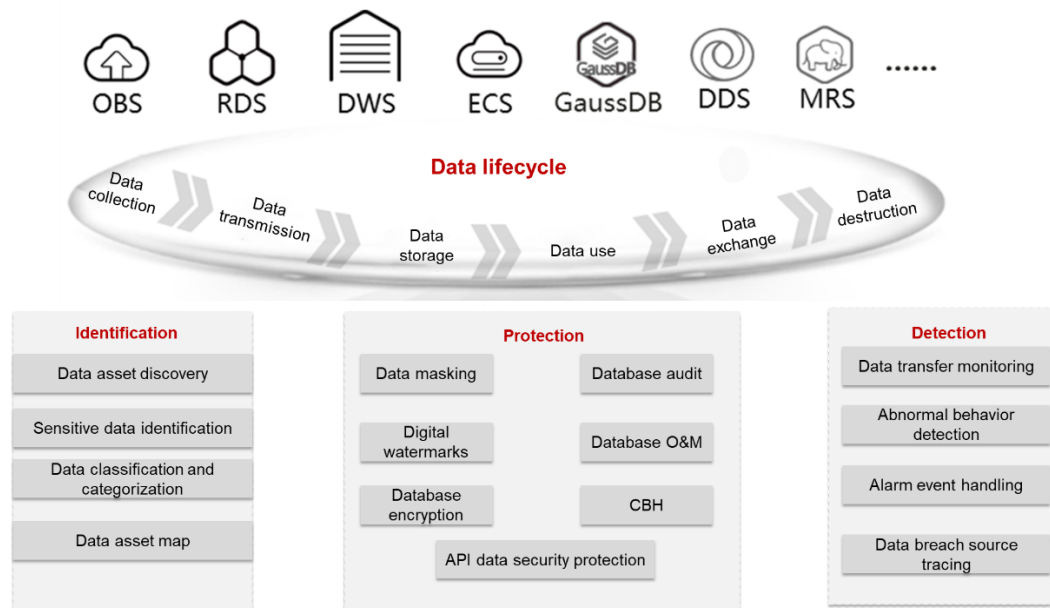 GaussDB
OBS
RDS
DWS
ECS
GaussDB
DDS
MRS
......
Data lifecycle
Data
collection
Data
transmission
Data
storage
Data use
Data
exchange
Data
destruction
Identification
Data asset discovery
Sensitive data identification
Data classification and
categorization
Data asset map
Protection
Data masking
Database audit
Digital
watermarks
Database O&M
Database
encryption
CBH
API data security protection
Detection
Data transfer monitoring
Abnormal behavior
detection
Alarm event handling
Data breach source
tracing